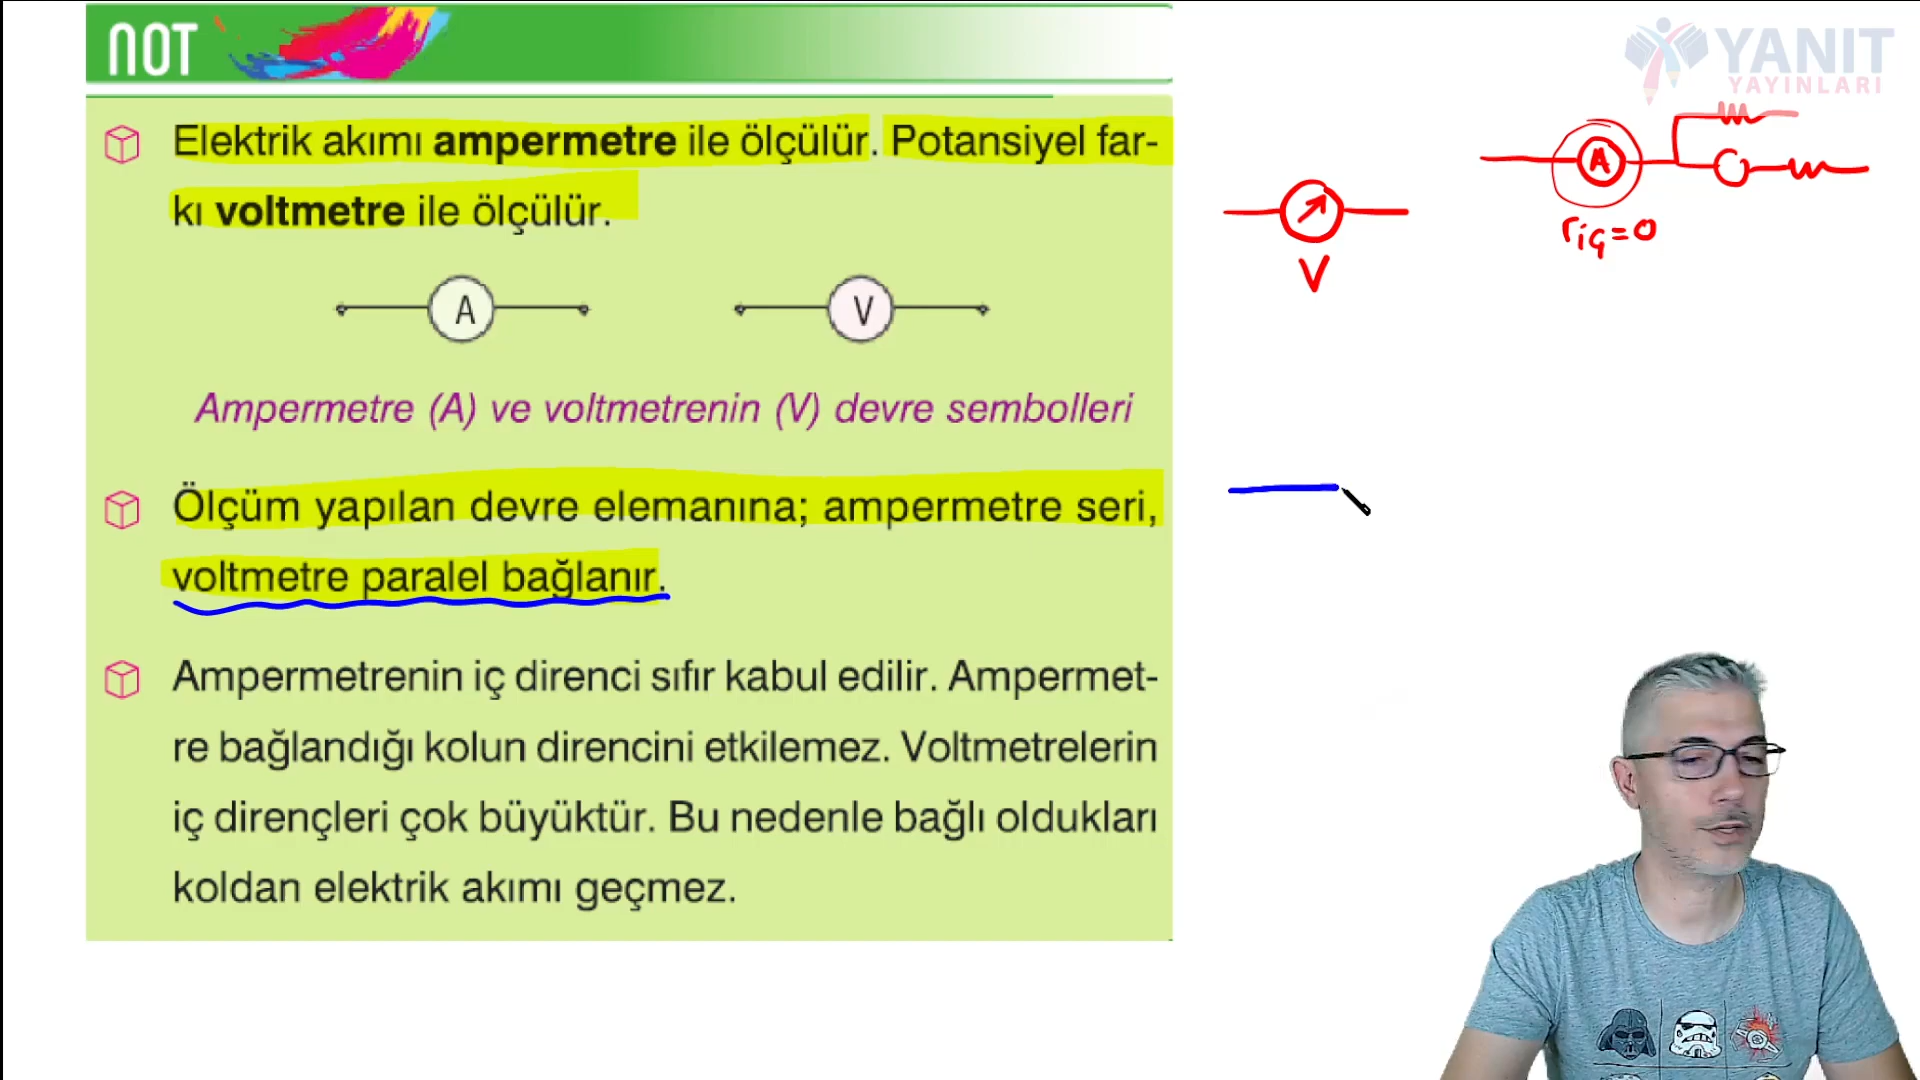 NOT
YANIT
YAYINLARI
Elektrik akımı ampermetre ile ölçülür. Potansiyel far-
kı voltmetre ile ölçülür.
A
V
Ampermetre (A) ve voltmetrenin (V) devre sembolleri
Ölçüm yapılan devre elemanına; ampermetre seri,
voltmetre paralel bağlanır.
Ampermetrenin iç direnci sıfır kabul edilir. Ampermet-
re bağlandığı kolun direncini etkilemez. Voltmetrelerin
iç dirençleri çok büyüktür. Bu nedenle bağlı oldukları
koldan elektrik akımı geçmez.
A
riç=0
V